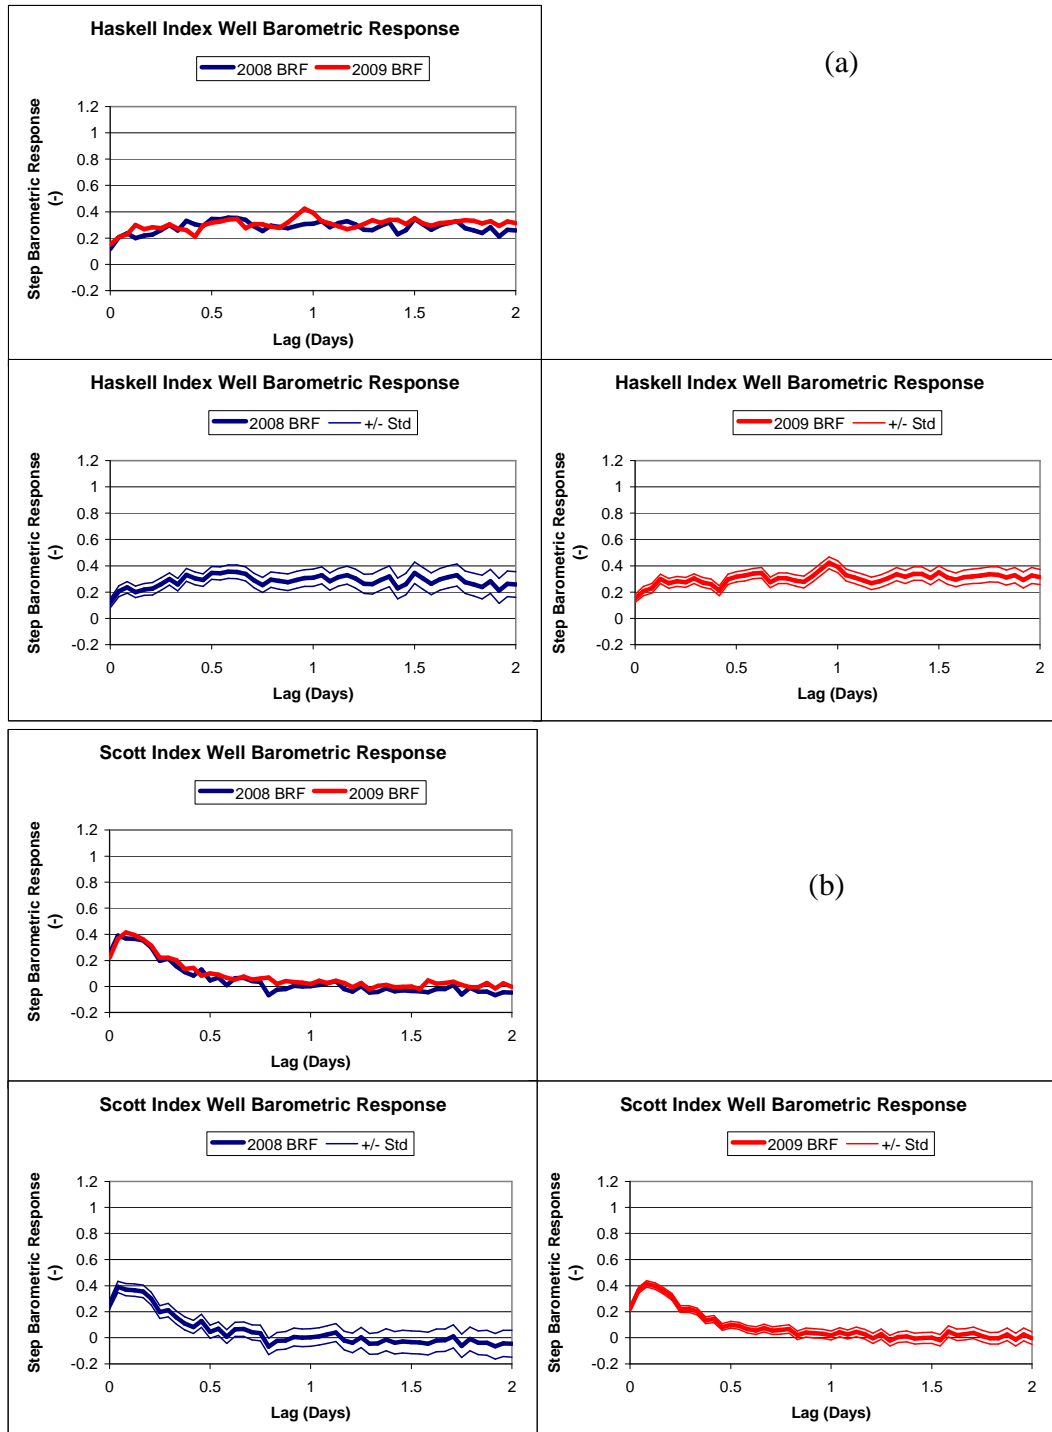 Haskell Index Well Barometric Response
2008 BRF 2009 BRF
Step Barometric Response
(-)
1.2
1
0.8
0.6
0.4
0.2
0
-0.2
0 0.5 1 1.5 2
Lag (Days)
(a)
Haskell Index Well Barometric Response
2008 BRF +/- Std
Step Barometric Response
(-)
1.2
1
0.8
0.6
0.4
0.2
0
-0.2
0 0.5 1 1.5 2
Lag (Days)
Haskell Index Well Barometric Response
2009 BRF +/- Std
Step Barometric Response
(-)
1.2
1
0.8
0.6
0.4
0.2
0
-0.2
0 0.5 1 1.5 2
Lag (Days)
Scott Index Well Barometric Response
2008 BRF 2009 BRF
Step Barometric Response
(-)
1.2
1
0.8
0.6
0.4
0.2
0
-0.2
0 0.5 1 1.5 2
Lag (Days)
(b)
Scott Index Well Barometric Response
2008 BRF +/- Std
Step Barometric Response
(-)
1.2
1
0.8
0.6
0.4
0.2
0
-0.2
0 0.5 1 1.5 2
Lag (Days)
Scott Index Well Barometric Response
2009 BRF +/- Std
Step Barometric Response
(-)
1.2
1
0.8
0.6
0.4
0.2
0
-0.2
0 0.5 1 1.5 2
Lag (Days)